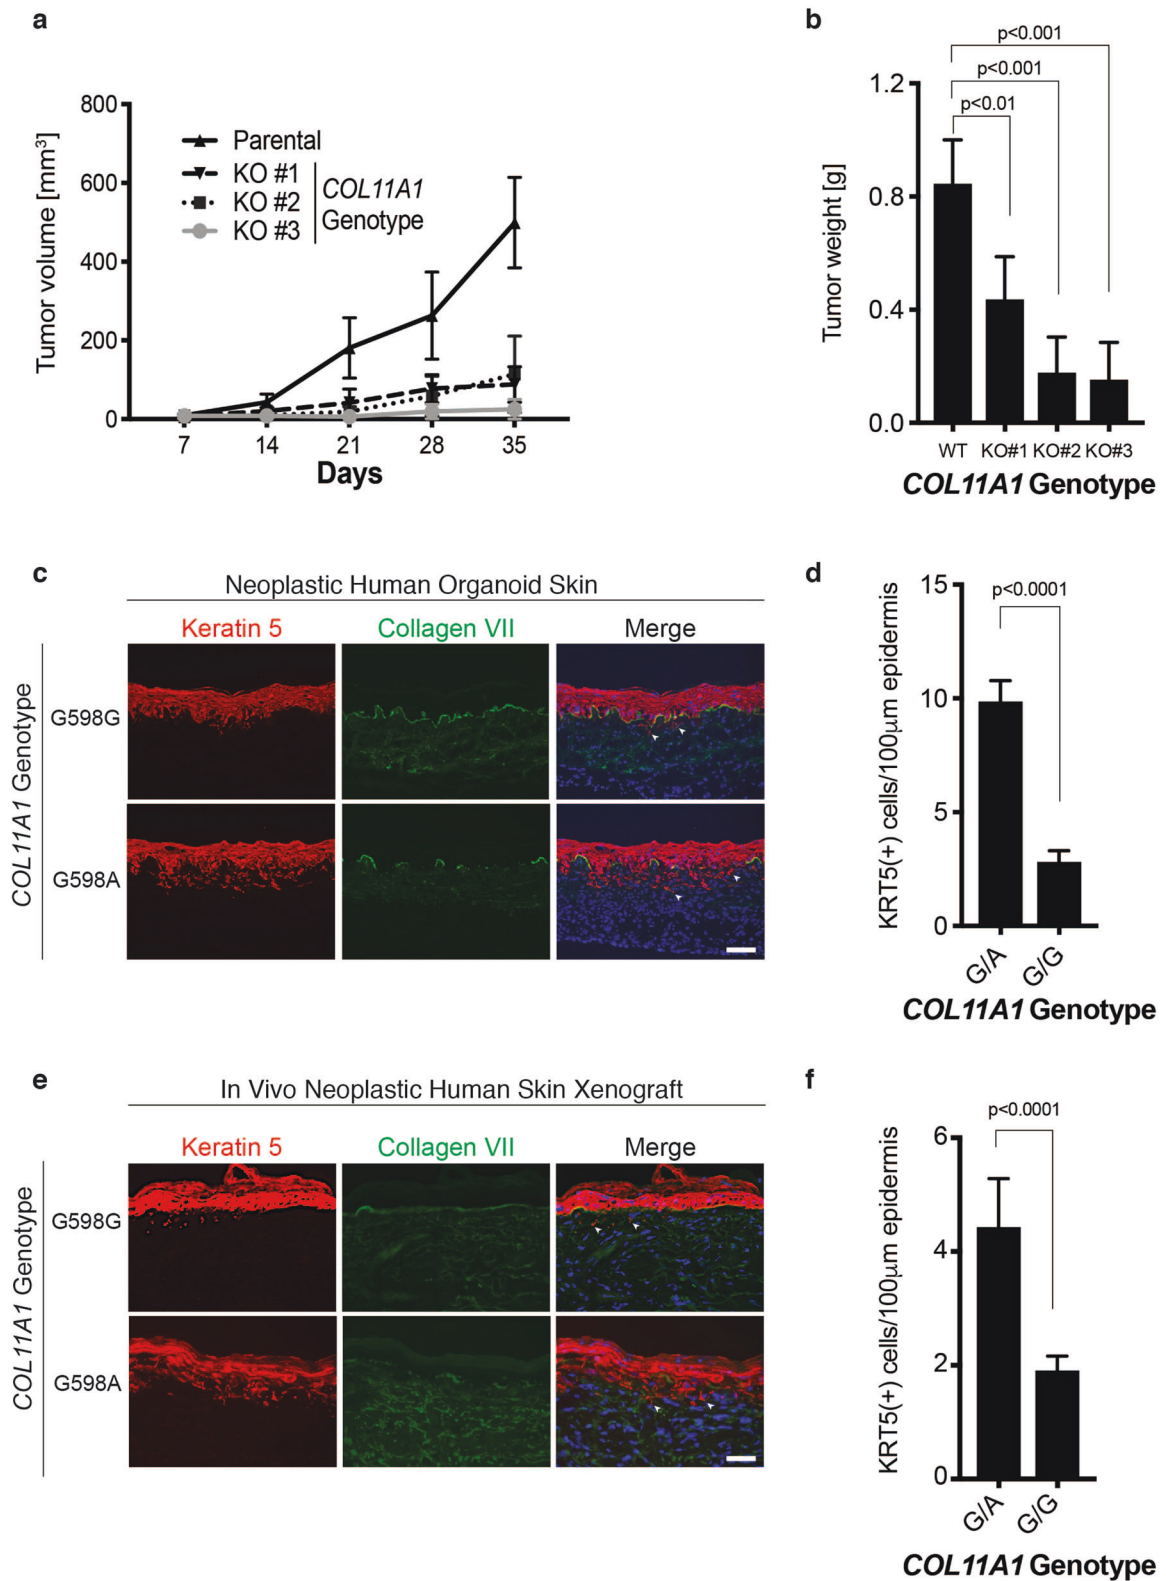 a
800
600
400
200
0
Tumor volume [mm³]
Parental
KO #1
KO #2
KO #3
COL11A1
Genotype
7 14 21 28 35
Days
b
p<0.001
p<0.001
p<0.01
1.2
0.8
0.4
0.0
Tumor weight [g]
WT KO#1 KO#2 KO#3
COL11A1 Genotype
c
Neoplastic Human Organoid Skin
Keratin 5 Collagen VII Merge
COL11A1 Genotype
G598G
G598A
d
p<0.0001
15
10
5
0
KRT5(+) cells/100µm epidermis
G/A G/G
COL11A1 Genotype
e
In Vivo Neoplastic Human Skin Xenograft
Keratin 5 Collagen VII Merge
COL11A1 Genotype
G598G
G598A
f
p<0.0001
6
4
2
0
KRT5(+) cells/100µm epidermis
G/A G/G
COL11A1 Genotype